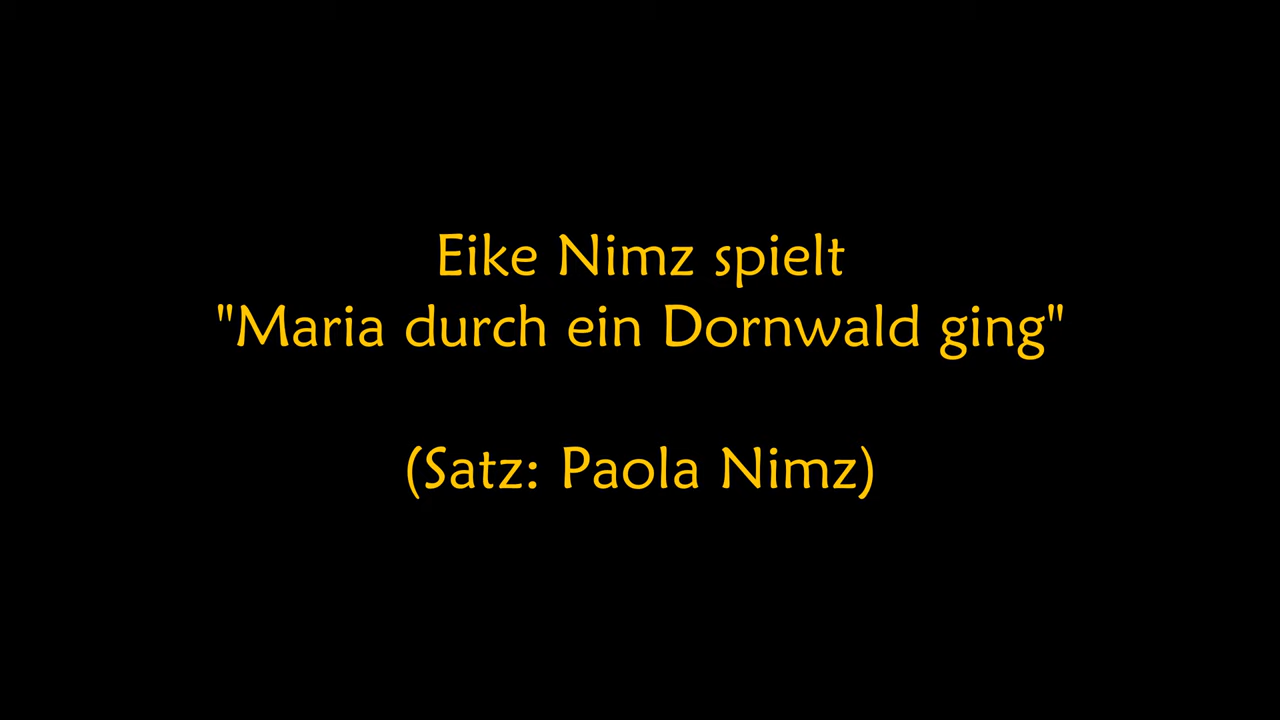 Eike Nimz spielt
"Maria durch ein Dornwald ging"
(Satz: Paola Nimz)